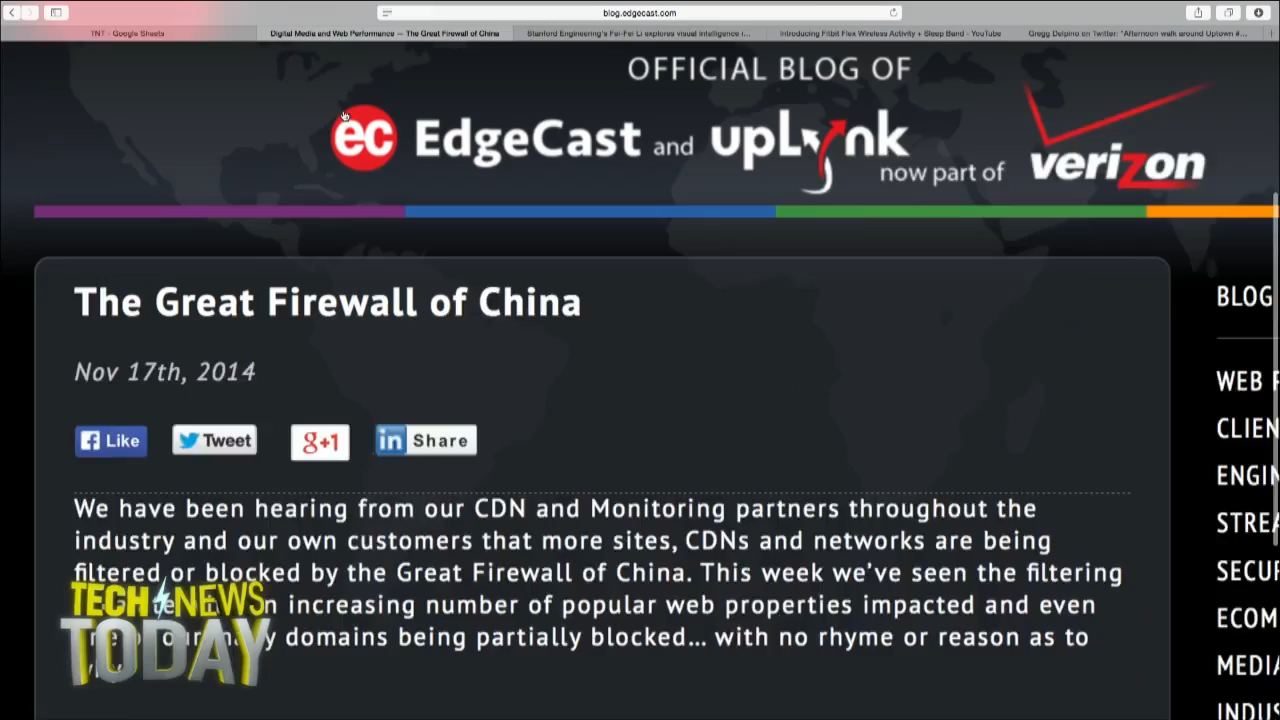 blog.edgecast.com
TNT - Google Sheets
Digital Media and Web Performance — The Great Firewall of China
Stanford Engineering's Fei-Fei Li explores visual intelligence i...
Introducing Fitbit Flex Wireless Activity + Sleep Band - YouTube
Gregg Delpino on Twitter: "Afternoon walk around Uptown #...
OFFICIAL BLOG OF
ec EdgeCast and upLynk now part of verizon
The Great Firewall of China
Nov 17th, 2014
Like Tweet g+1 in Share
We have been hearing from our CDN and Monitoring partners throughout the
industry and our own customers that more sites, CDNs and networks are being
filtered or blocked by the Great Firewall of China. This week we've seen the filtering
increasing number of popular web properties impacted and even
domains being partially blocked... with no rhyme or reason as to
TECH NEWS
TODAY
BLOG
WEB
CLIEN
ENGIN
STREA
SECUR
ECOM
MEDIA
INDUS